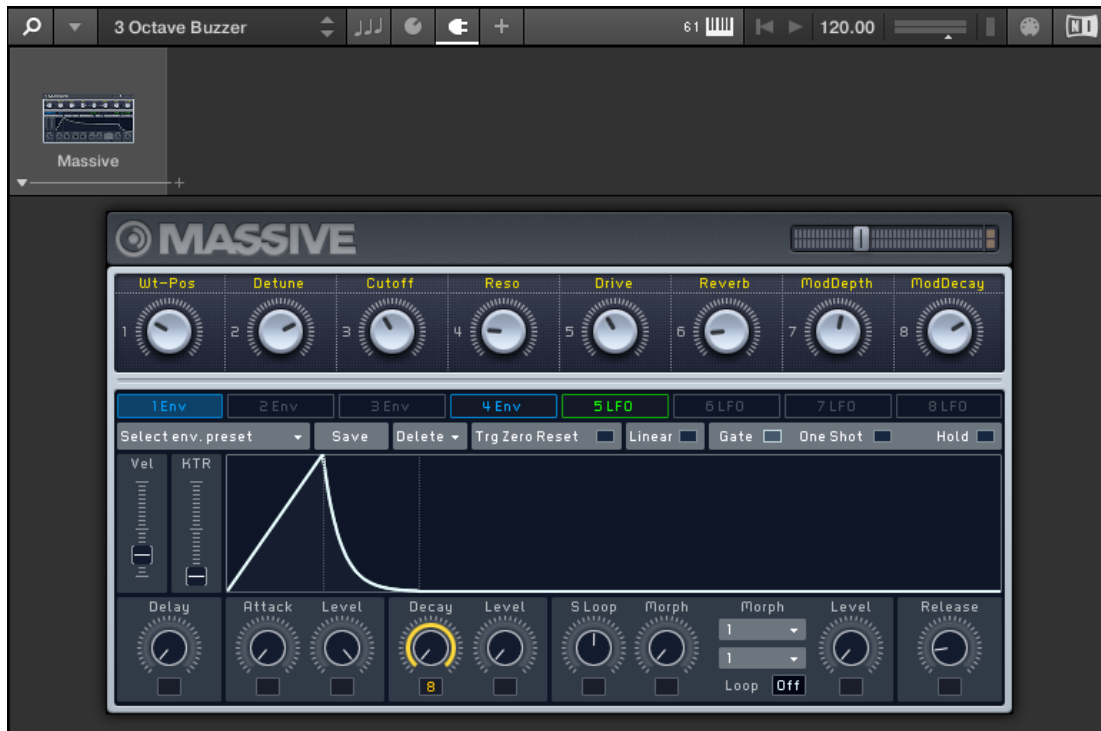 3 Octave Buzzer 61 120.00 NI
Massive
MASSIVE
Wt-Pos Detune Cutoff Reso Drive Reverb ModDepth ModDecay
1 2 3 4 5 6 7 8
1 Env 2 Env 3 Env 4 Env 5 LFO 6 LFO 7 LFO 8 LFO
Select env. preset Save Delete Trg Zero Reset Linear Gate One Shot Hold
Vel KTR
Delay Attack Level Decay Level S Loop Morph Morph Level Release
1
1
8 Loop Off